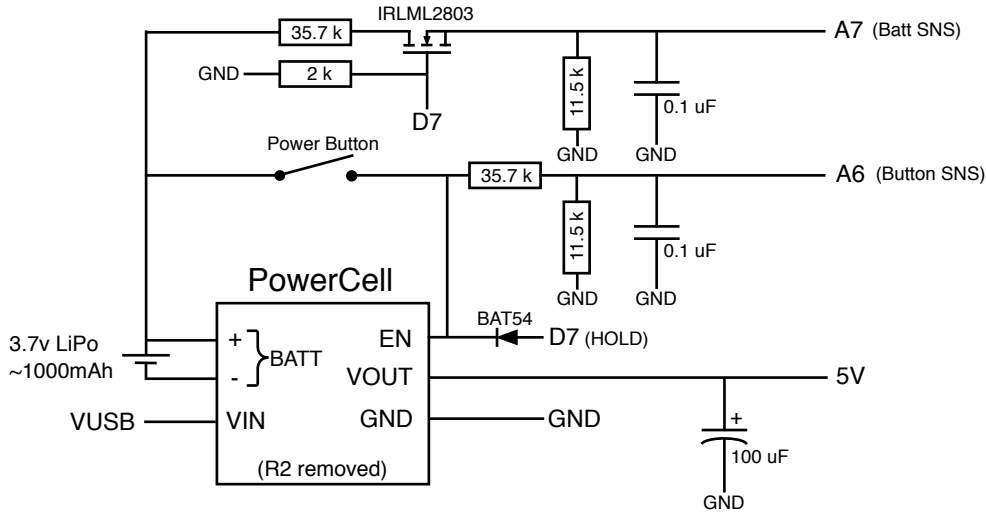 IRLML2803
35.7 k
A7 (Batt SNS)
GND
2 k
11.5 k
0.1 uF
D7
GND
GND
Power Button
35.7 k
A6 (Button SNS)
11.5 k
0.1 uF
GND
GND
PowerCell
BAT54
3.7v LiPo
~1000mAh
+
BATT
-
EN
D7 (HOLD)
VOUT
5V
VUSB
VIN
GND
GND
+
100 uF
(R2 removed)
GND